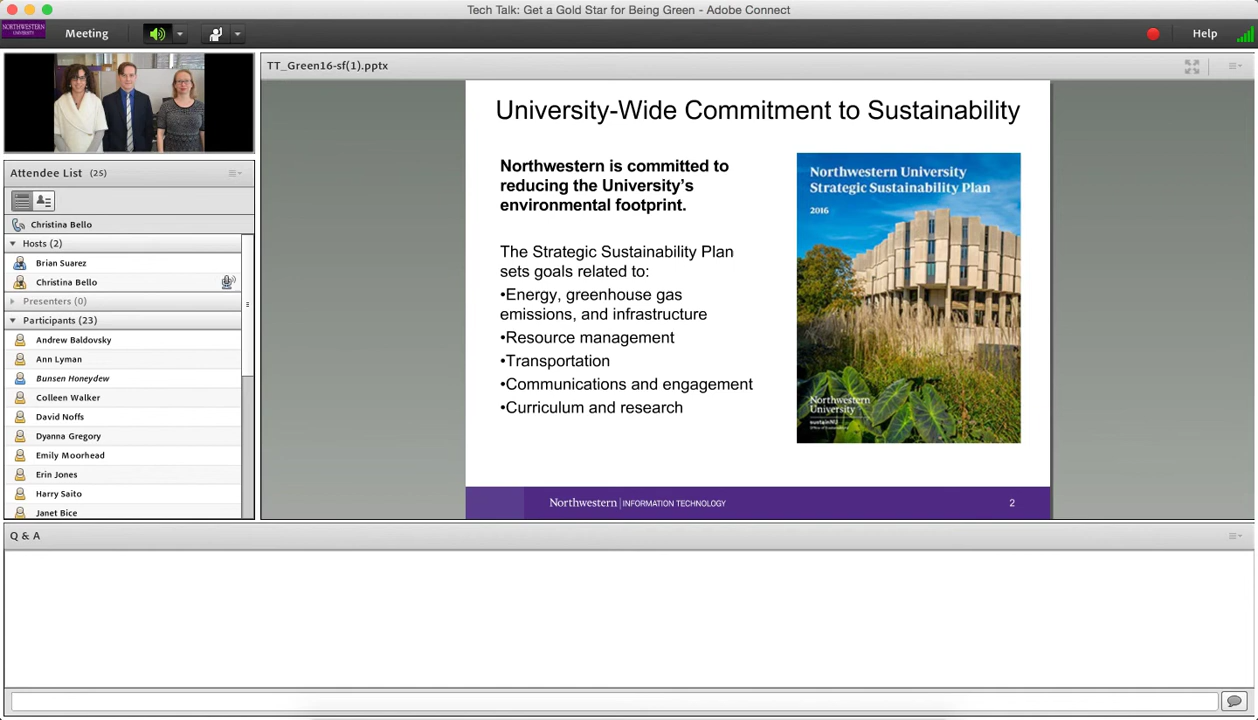 Tech Talk: Get a Gold Star for Being Green - Adobe Connect
NORTHWESTERN
UNIVERSITY
Meeting
Help
TT_Green16-sf(1).pptx
Attendee List (25)
Christina Bello
Hosts (2)
Brian Suarez
Christina Bello
Presenters (0)
Participants (23)
Andrew Baldovsky
Ann Lyman
Bunsen Honeydew
Colleen Walker
David Noffs
Dyanna Gregory
Emily Moorhead
Erin Jones
Harry Saito
Janet Bice
University-Wide Commitment to Sustainability
Northwestern is committed to
reducing the University's
environmental footprint.
The Strategic Sustainability Plan
sets goals related to:
•Energy, greenhouse gas
emissions, and infrastructure
•Resource management
•Transportation
•Communications and engagement
•Curriculum and research
Northwestern University
Strategic Sustainability Plan
2016
Northwestern
University
sustainNU
Northwestern | INFORMATION TECHNOLOGY
2
Q & A